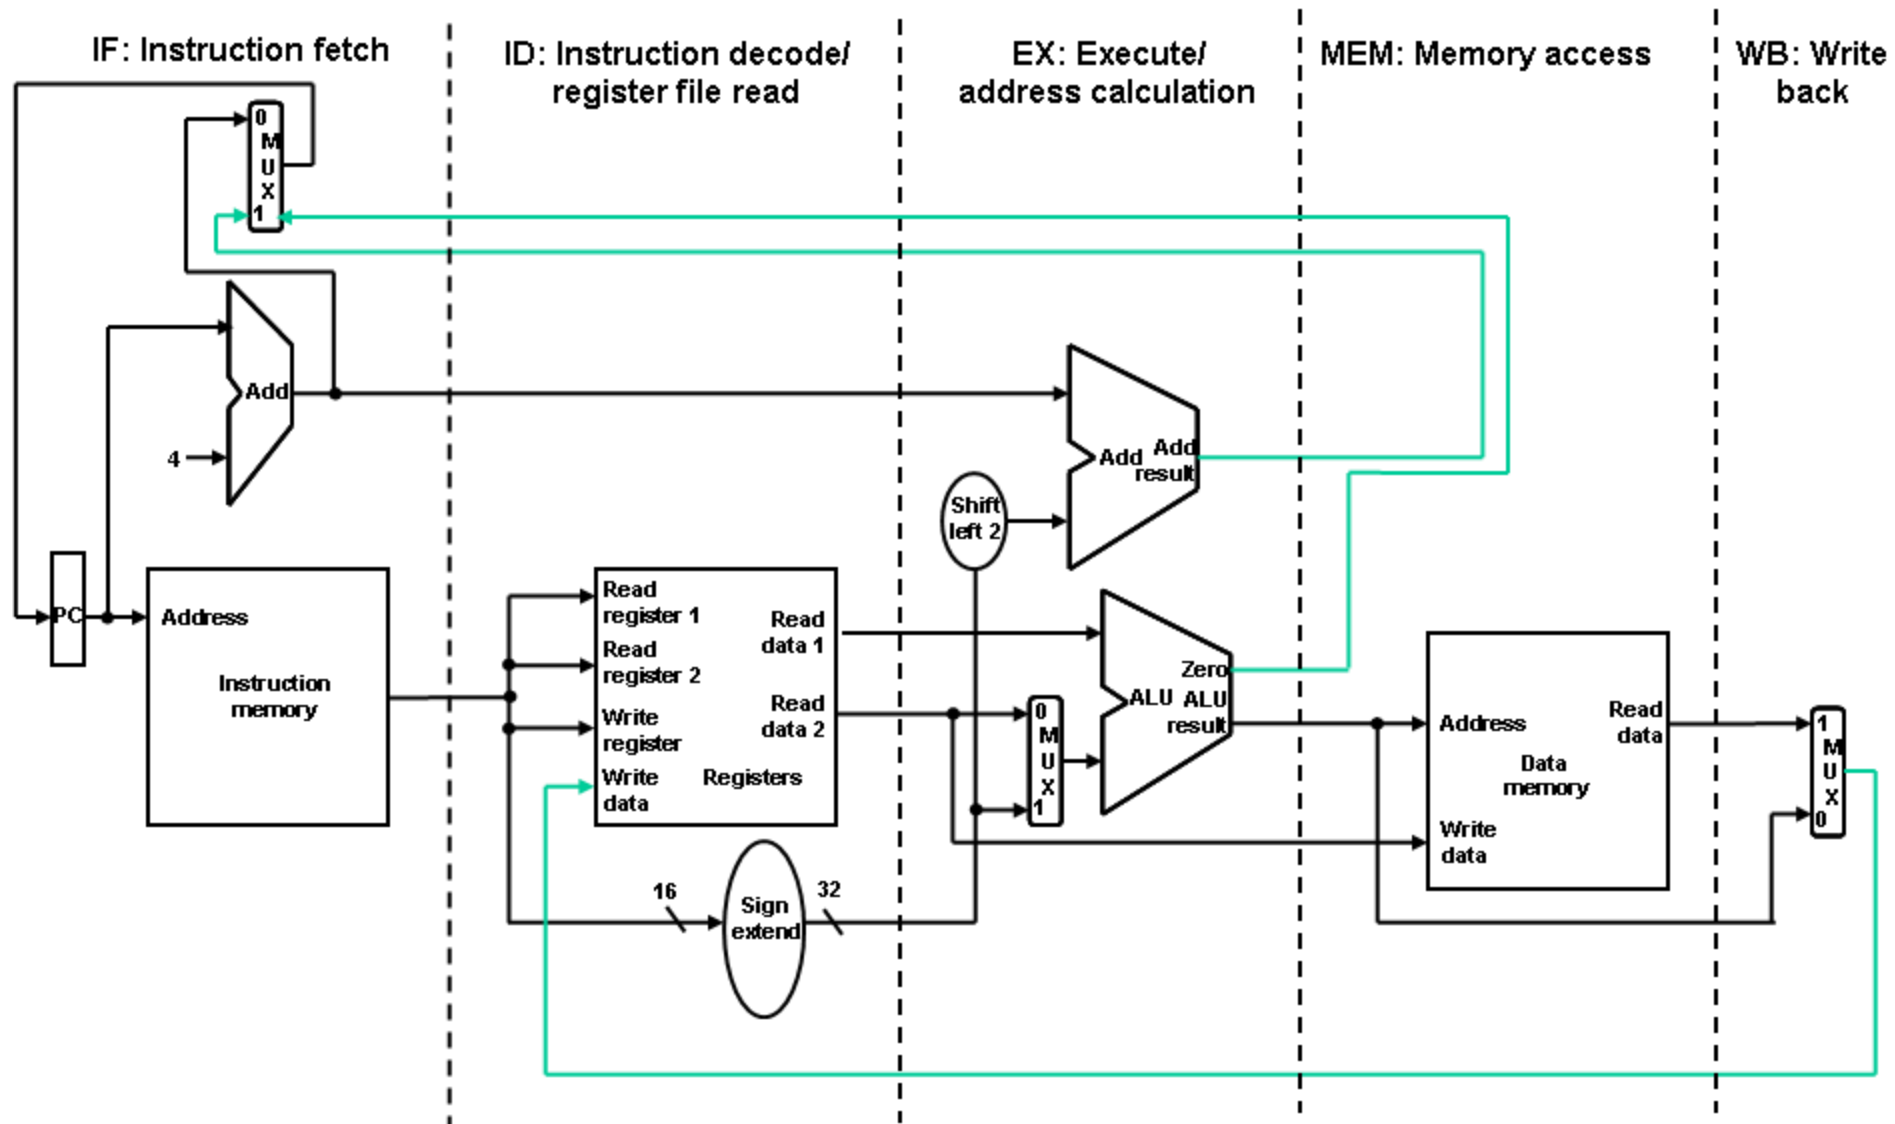 IF: Instruction fetch
ID: Instruction decode/
register file read
EX: Execute/
address calculation
MEM: Memory access
WB: Write
back
0
M
U
X
1
Add
4
Add
Add
result
Shift
left 2
PC
Address
Instruction
memory
Read
register 1
Read
register 2
Write
register
Write
data
Read
data 1
Read
data 2
Registers
16
Sign
extend
32
0
M
U
X
1
Zero
ALU
ALU
result
Address
Read
data
Data
memory
Write
data
1
M
U
X
0